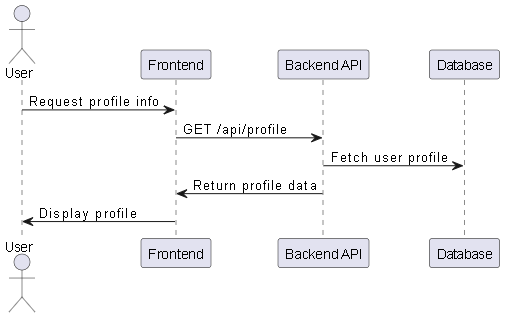 User
Frontend
Backend API
Database
Request profile info
GET /api/profile
Fetch user profile
Return profile data
Display profile
User
Frontend
Backend API
Database